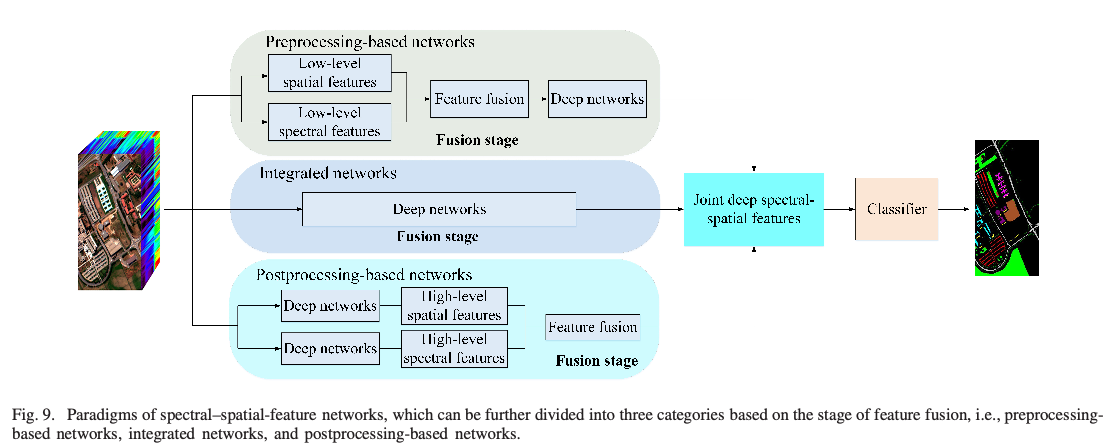 Preprocessing-based networks
Low-level
spatial features
Low-level
spectral features
Feature fusion
Deep networks
Fusion stage
Integrated networks
Deep networks
Fusion stage
Joint deep spectral-
spatial features
Classifier
Postprocessing-based networks
Deep networks
High-level
spatial features
Deep networks
High-level
spectral features
Feature fusion
Fusion stage
Fig. 9. Paradigms of spectral–spatial-feature networks, which can be further divided into three categories based on the stage of feature fusion, i.e., preprocessing-
based networks, integrated networks, and postprocessing-based networks.